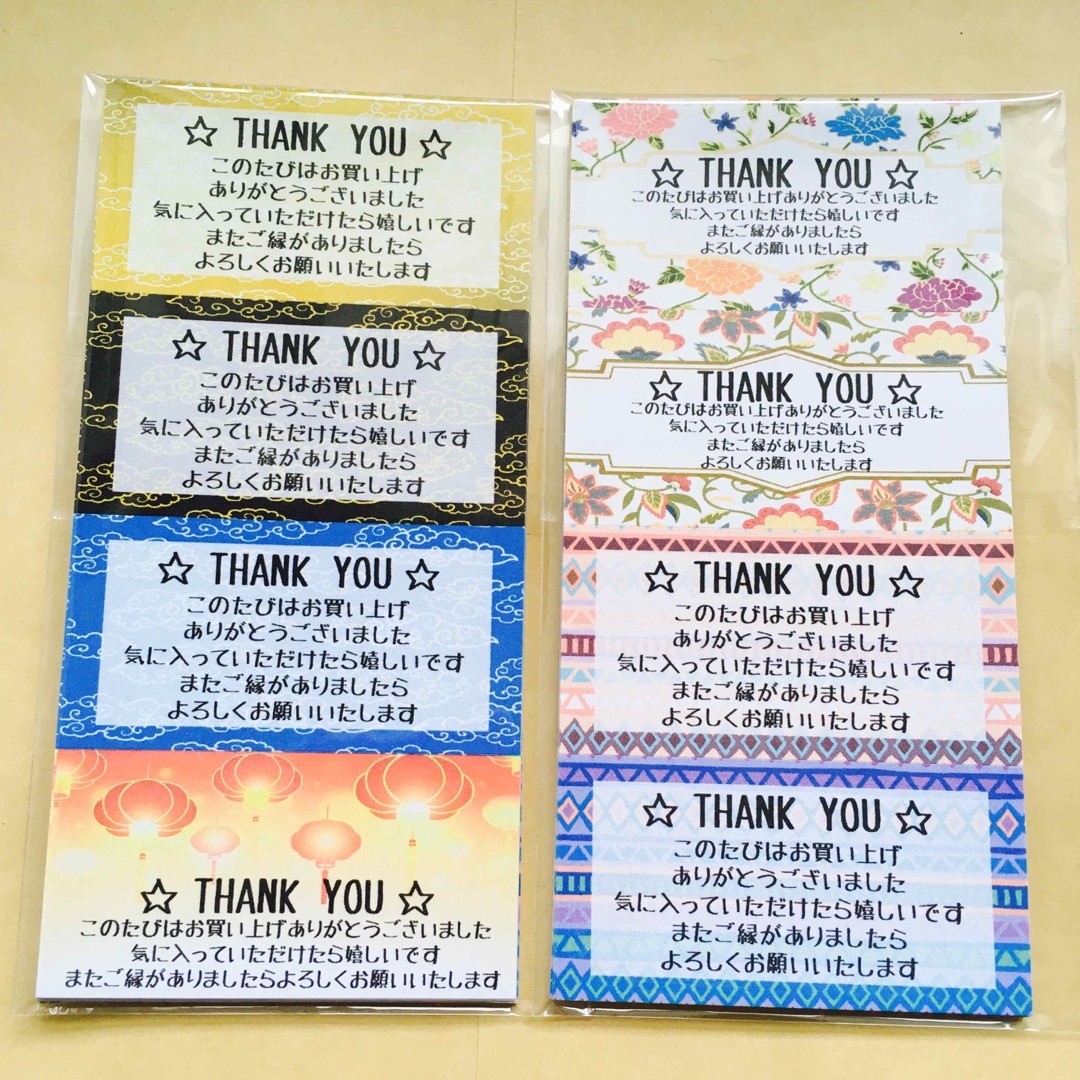 ☆ THANK YOU ☆
このたびはお買い上げ
ありがとうございました
気に入っていただけたら嬉しいです
またご縁がありましたら
よろしくお願いいたします
☆ THANK YOU ☆
このたびはお買い上げ
ありがとうございました
気に入っていただけたら嬉しいです
またご縁がありましたら
よろしくお願いいたします
☆ THANK YOU ☆
このたびはお買い上げ
ありがとうございました
気に入っていただけたら嬉しいです
またご縁がありましたら
よろしくお願いいたします
☆ THANK YOU ☆
このたびはお買い上げありがとうございました
気に入っていただけたら嬉しいです
またご縁がありましたらよろしくお願いいたします
☆ THANK YOU ☆
このたびはお買い上げありがとうございました
気に入っていただけたら嬉しいです
またご縁がありましたら
よろしくお願いいたします
☆ THANK YOU ☆
このたびはお買い上げありがとうございました
気に入っていただけたら嬉しいです
またご縁がありましたら
よろしくお願いいたします
☆ THANK YOU ☆
このたびはお買い上げ
ありがとうございました
気に入っていただけたら嬉しいです
またご縁がありましたら
よろしくお願いいたします
☆ THANK YOU ☆
このたびはお買い上げ
ありがとうございました
気に入っていただけたら嬉しいです
またご縁がありましたら
よろしくお願いいたします